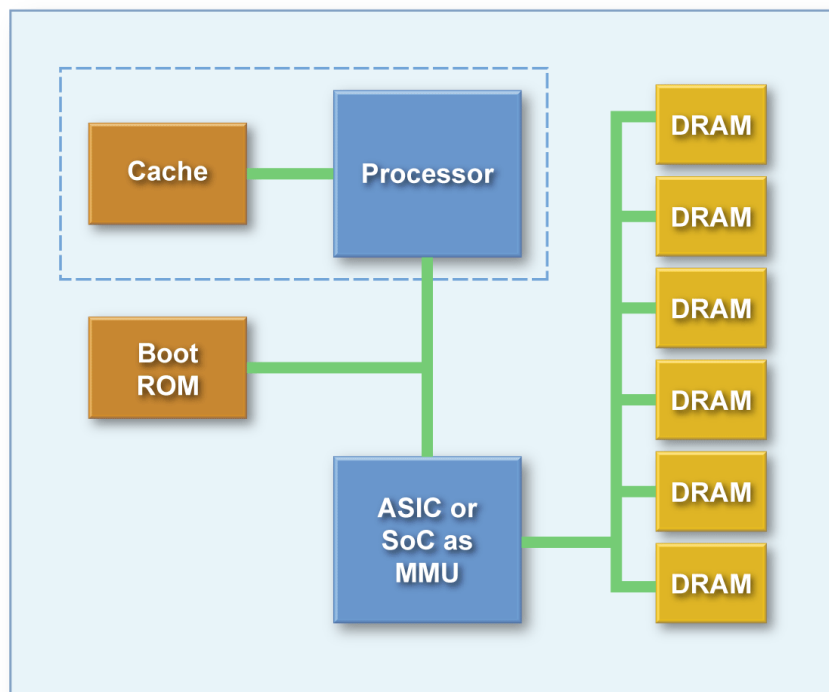 Cache
Processor
Boot
ROM
ASIC or
SoC as
MMU
DRAM
DRAM
DRAM
DRAM
DRAM
DRAM